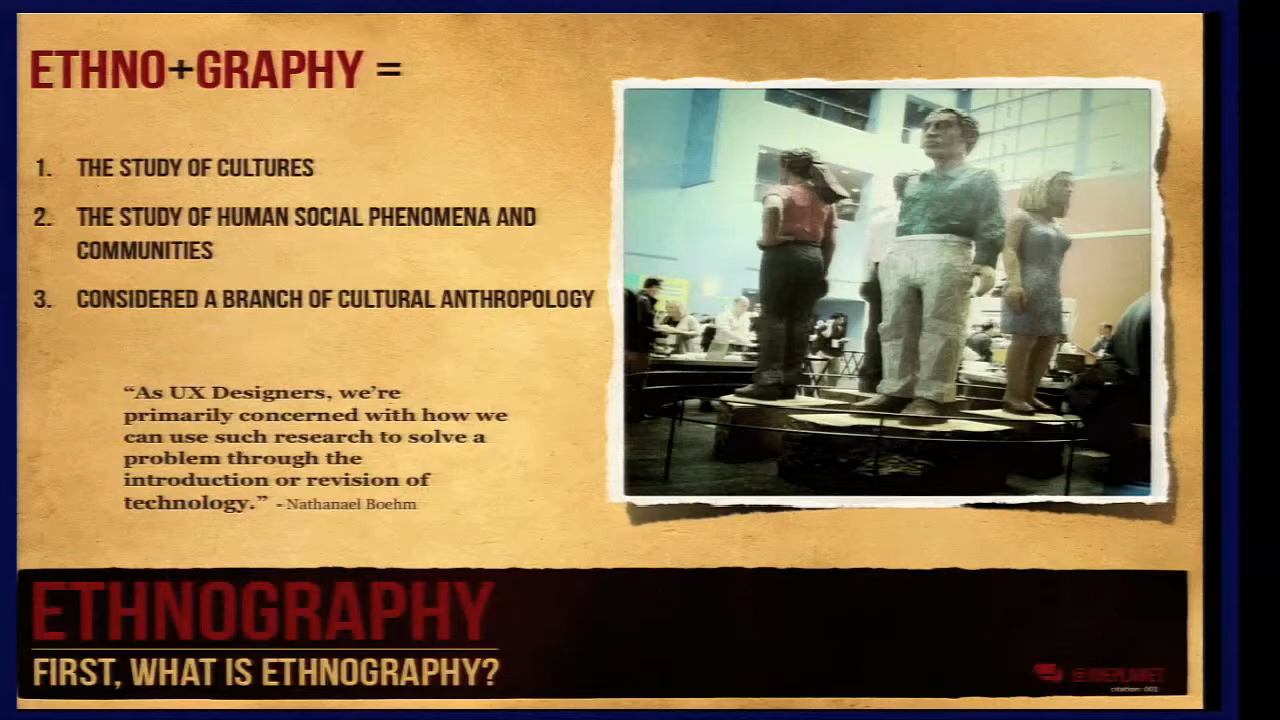 ETHNO+GRAPHY =
1. THE STUDY OF CULTURES
2. THE STUDY OF HUMAN SOCIAL PHENOMENA AND
COMMUNITIES
3. CONSIDERED A BRANCH OF CULTURAL ANTHROPOLOGY
“As UX Designers, we’re
primarily concerned with how we
can use such research to solve a
problem through the
introduction or revision of
technology.” - Nathanael Boehm
ETHNOGRAPHY
FIRST, WHAT IS ETHNOGRAPHY?
citation: 001